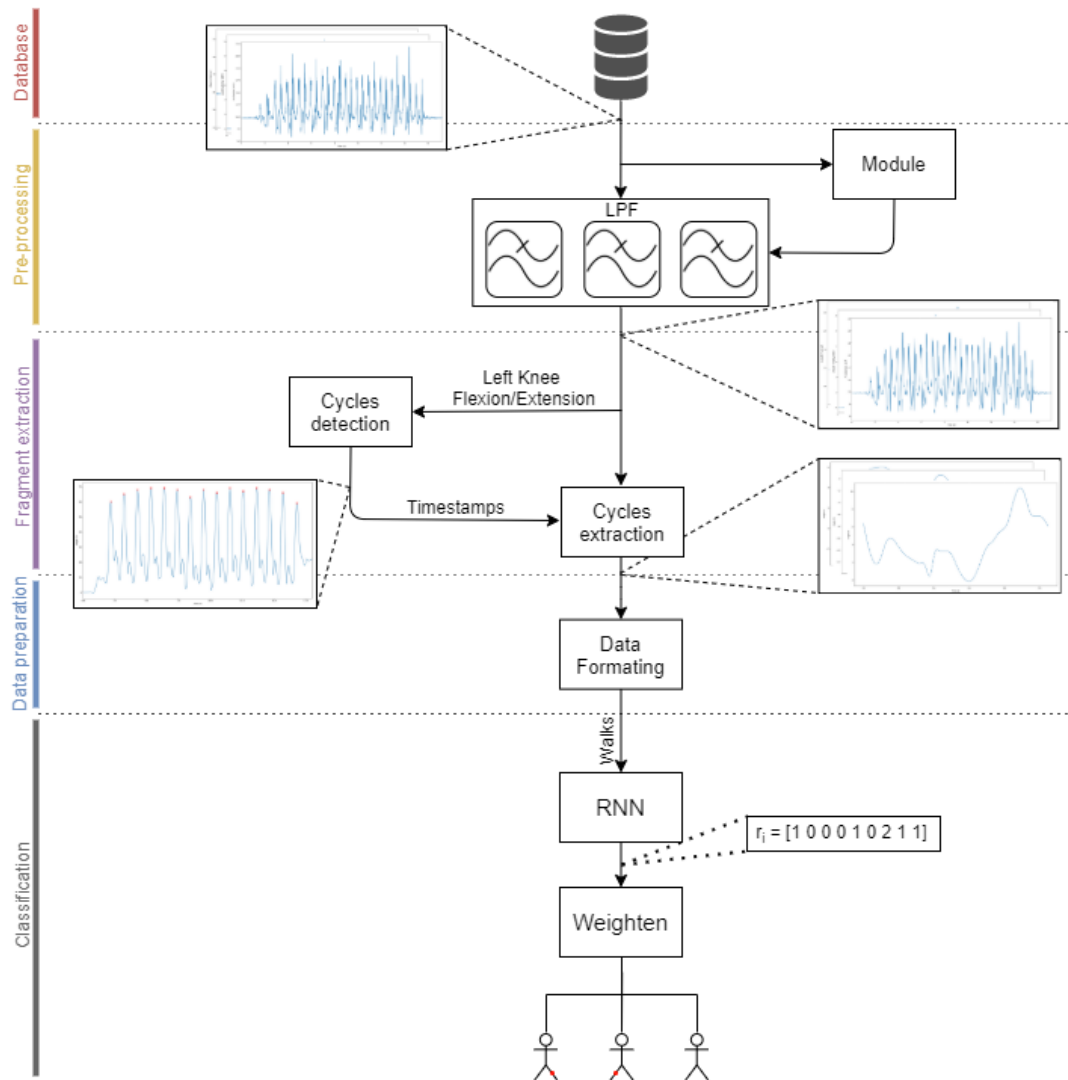 Database
Pre-processing
Module
LPF
Fragment extraction
Left Knee
Flexion/Extension
Cycles
detection
Timestamps
Cycles
extraction
Data preparation
Data
Formating
Classification
Walks
RNN
rᵢ = [1 0 0 0 1 0 2 1 1]
Weighten